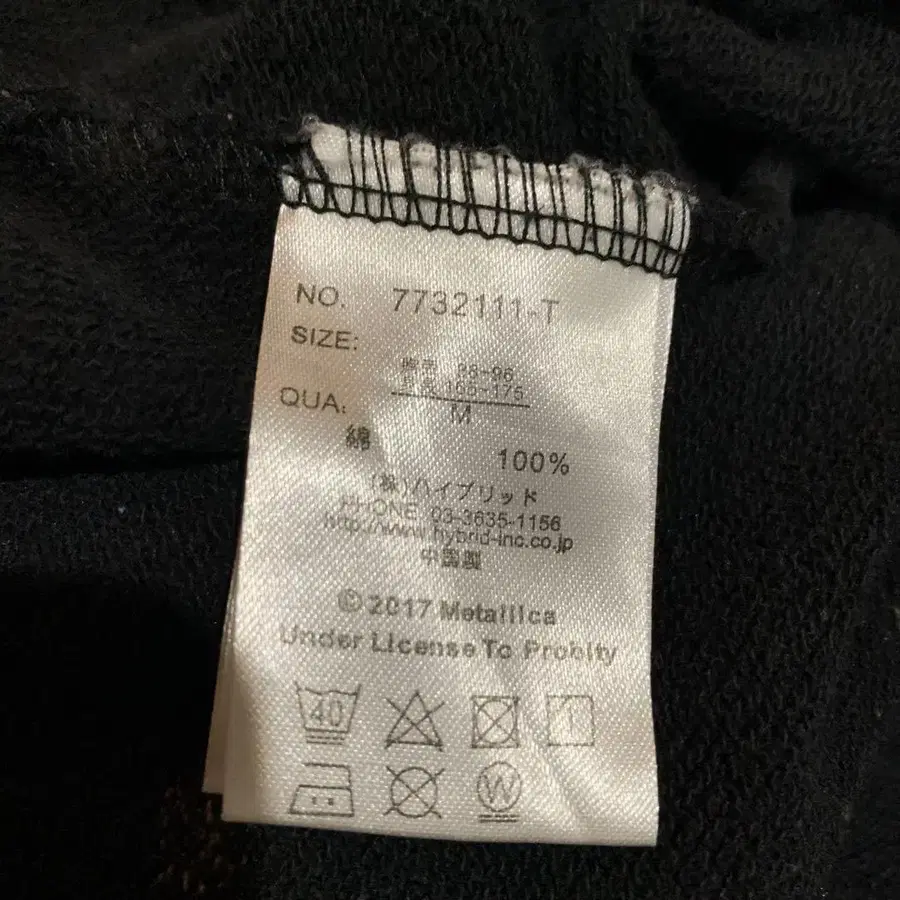 NO. 7732111-T
SIZE:
胸囲 88-96
身長 165-175
M
QUA:
綿 100%
(株)ハイブリッド
PHONE 03-3635-1156
http://www.hybrid-inc.co.jp
中国製
©2017 Metallica
Under License To Probity
40
W